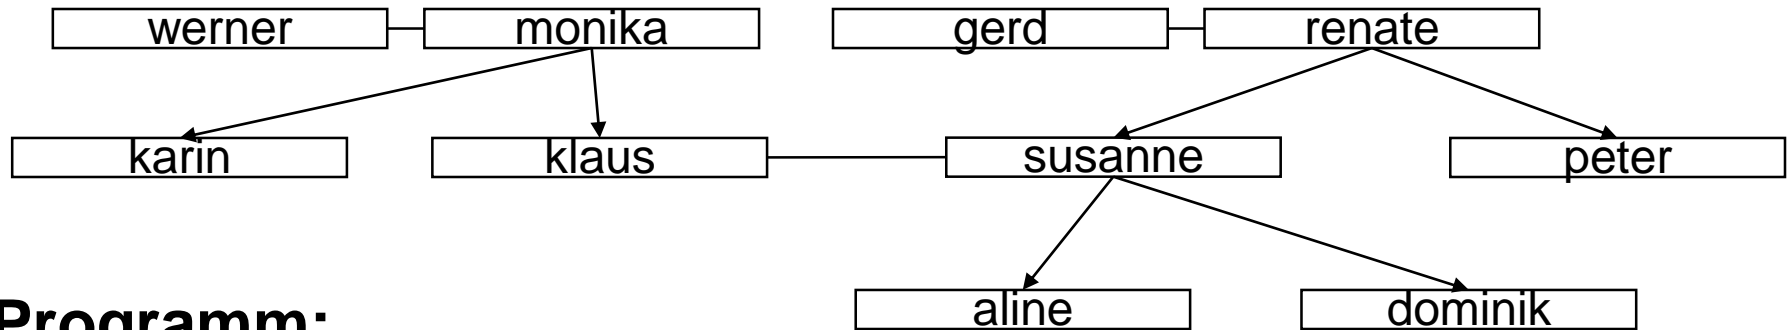 werner monika gerd renate
karin klaus susanne peter
aline dominik
Programm: